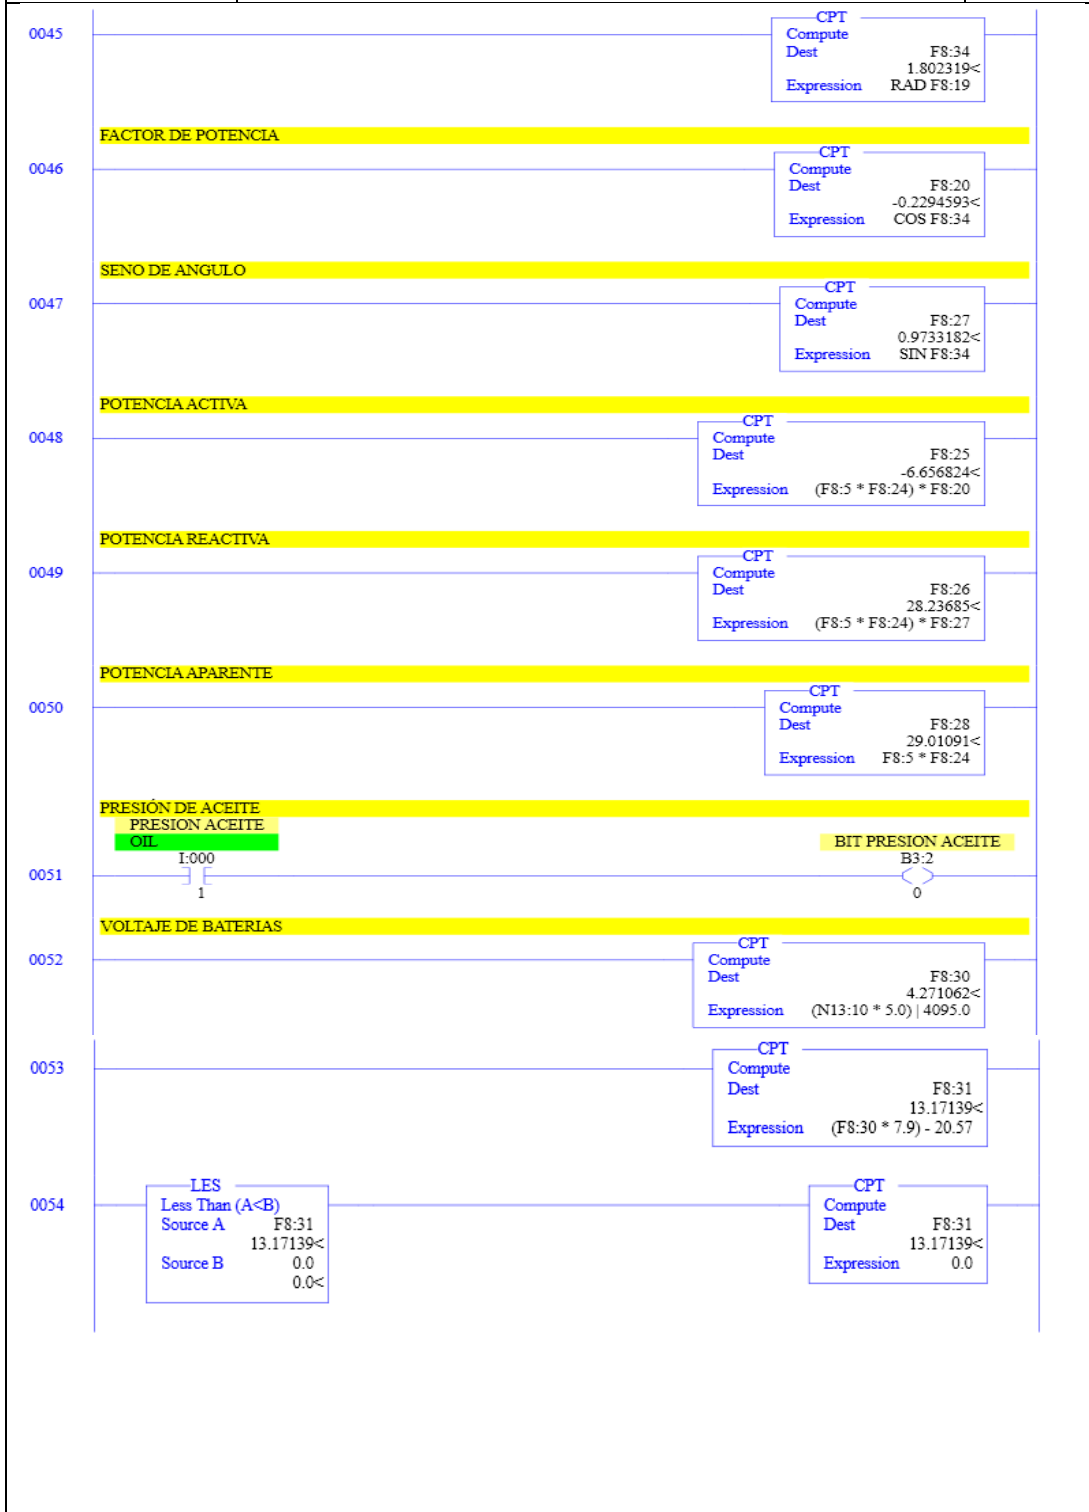 CPT
0045
Compute
Dest F8:34
1.802319<
Expression RAD F8:19
FACTOR DE POTENCIA
CPT
0046
Compute
Dest F8:20
-0.2294593<
Expression COS F8:34
SENO DE ANGULO
CPT
0047
Compute
Dest F8:27
0.9733182<
Expression SIN F8:34
POTENCIA ACTIVA
CPT
0048
Compute
Dest F8:25
-6.656824<
Expression (F8:5 * F8:24) * F8:20
POTENCIA REACTIVA
CPT
0049
Compute
Dest F8:26
28.23685<
Expression (F8:5 * F8:24) * F8:27
POTENCIA APARENTE
CPT
0050
Compute
Dest F8:28
29.01091<
Expression F8:5 * F8:24
PRESIÓN DE ACEITE
PRESION ACEITE
OIL BIT PRESION ACEITE
I:000 B3:2
0051
1 0
VOLTAJE DE BATERIAS
CPT
0052
Compute
Dest F8:30
4.271062<
Expression (N13:10 * 5.0) | 4095.0
CPT
0053
Compute
Dest F8:31
13.17139<
Expression (F8:30 * 7.9) - 20.57
LES CPT
0054
Less Than (A<B) Compute
Source A F8:31 Dest F8:31
13.17139< 13.17139<
Source B 0.0 Expression 0.0
0.0<